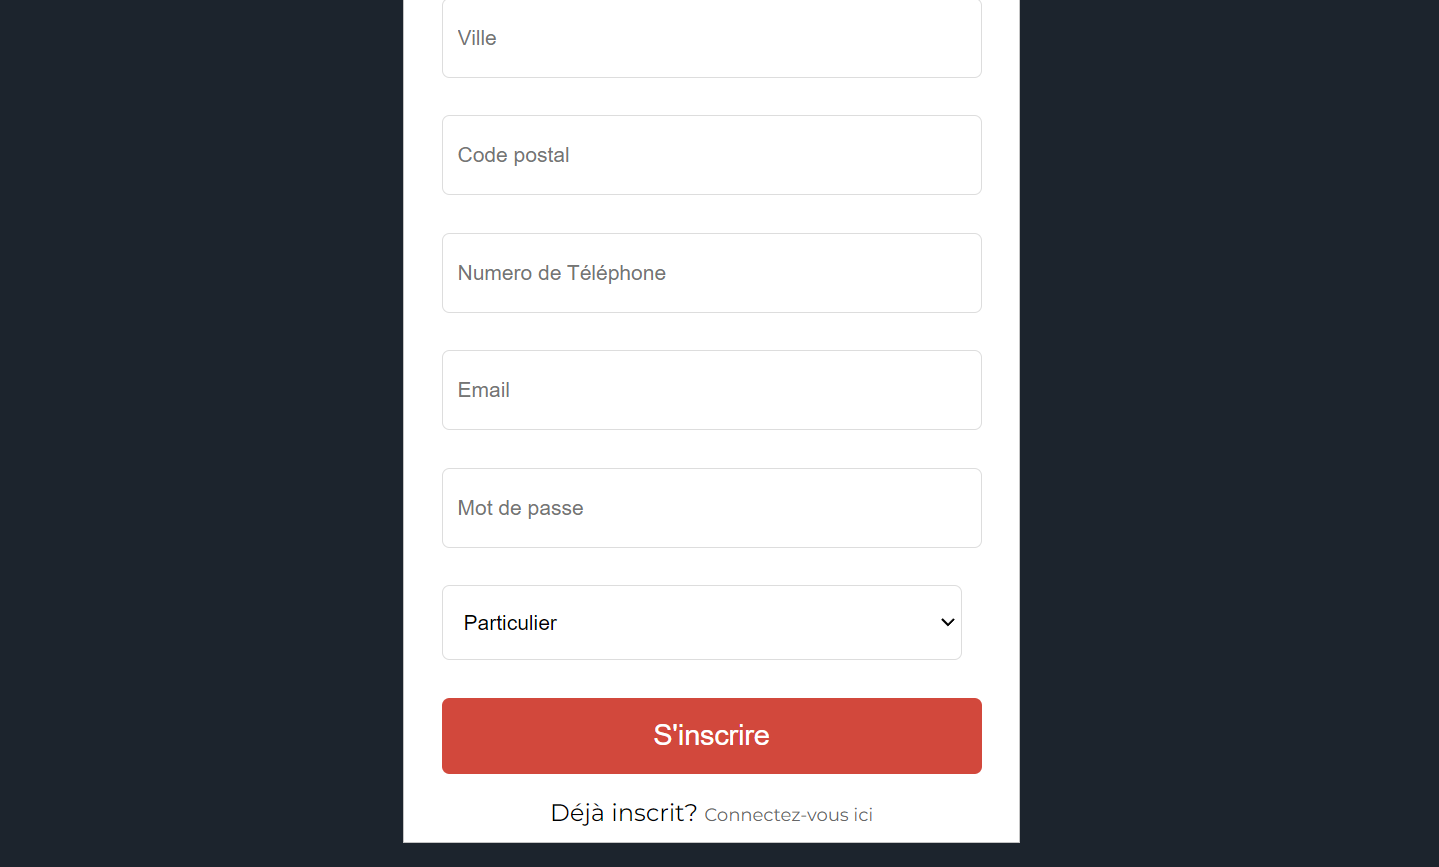 Ville
Code postal
Numero de Téléphone
Email
Mot de passe
Particulier
S'inscrire
Déjà inscrit? Connectez-vous ici